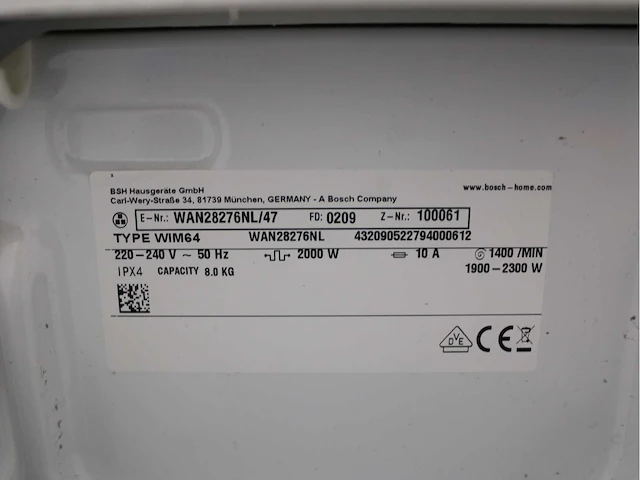 BSH Hausgeräte GmbH
Carl-Wery-Straße 34, 81739 München, GERMANY - A Bosch Company
www.bosch-home.com
E-Nr.: WAN28276NL/47 FD: 0209 Z-Nr.: 100061
TYPE WIM64 WAN28276NL 432090522794000612
220-240 V ~ 50 Hz 2000 W 10 A 1400 /MIN
IPX4 CAPACITY 8.0 KG 1900-2300 W
DVE CE